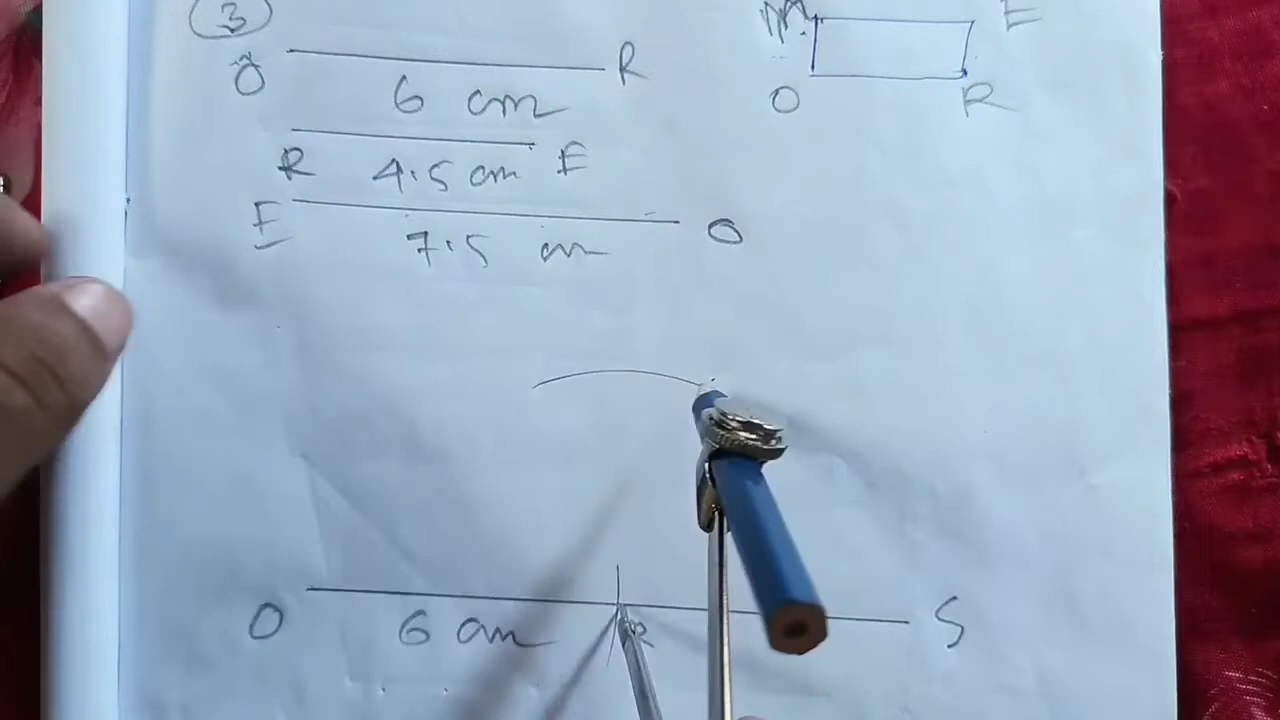 3
M E
O R
6 cm
O R
R 4.5 cm E
E 7.5 cm O
O 6 cm R S